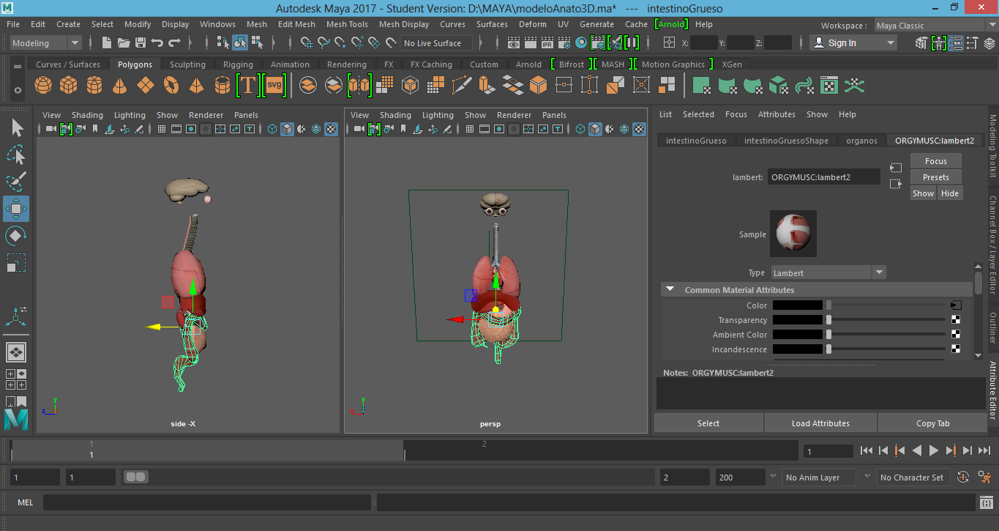 Autodesk Maya 2017 - Student Version: D:\MAYA\modeloAnato3D.ma* --- intestinoGrueso
File Edit Create Select Modify Display Windows Mesh Edit Mesh Mesh Tools Mesh Display Curves Surfaces Deform UV Generate Cache Arnold Help Workspace : Maya Classic
Modeling No Live Surface IPR X: Y: Z: Sign In
Curves / Surfaces Polygons Sculpting Rigging Animation Rendering FX FX Caching Custom Arnold Bifrost MASH Motion Graphics XGen
T svg
View Shading Lighting Show Renderer Panels
View Shading Lighting Show Renderer Panels
List Selected Focus Attributes Show Help
intestinoGrueso intestinoGruesoShape organos ORGYMUSC:lambert2
lambert: ORGYMUSC:lambert2
Focus
Presets
Show Hide
Sample
Type Lambert
Common Material Attributes
Color
Transparency
Ambient Color
Incandescence
Notes: ORGYMUSC:lambert2
Select Load Attributes Copy Tab
Modeling Toolkit
Channel Box / Layer Editor
Outliner
Attribute Editor
y
z
side -X
y
x
persp
1 2
1 1
1 1 2 200 No Anim Layer No Character Set
MEL